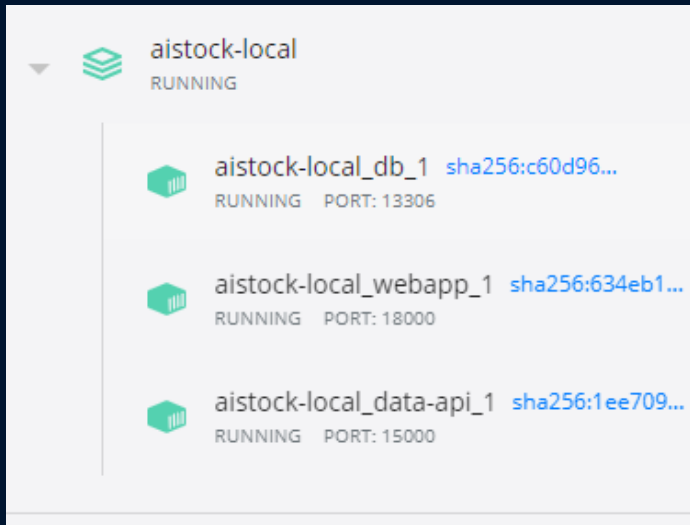 aistock-local
RUNNING
aistock-local_db_1 sha256:c60d96...
RUNNING PORT: 13306
aistock-local_webapp_1 sha256:634eb1...
RUNNING PORT: 18000
aistock-local_data-api_1 sha256:1ee709...
RUNNING PORT: 15000